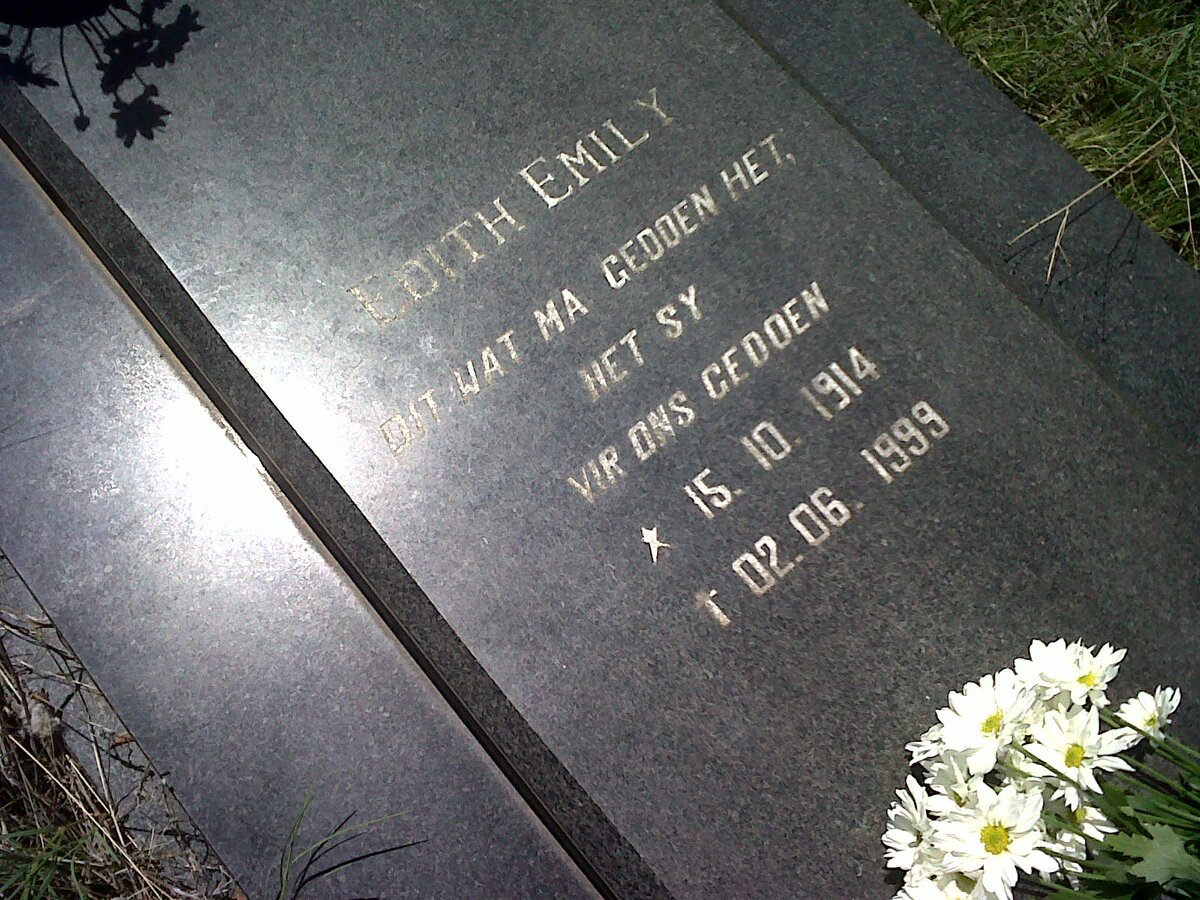 EDITH EMILY
DIT WAT MA GEDOEN HET,
HET SY
VIR ONS GEDOEN
* 15. 10. 1914
† 02.06. 1999